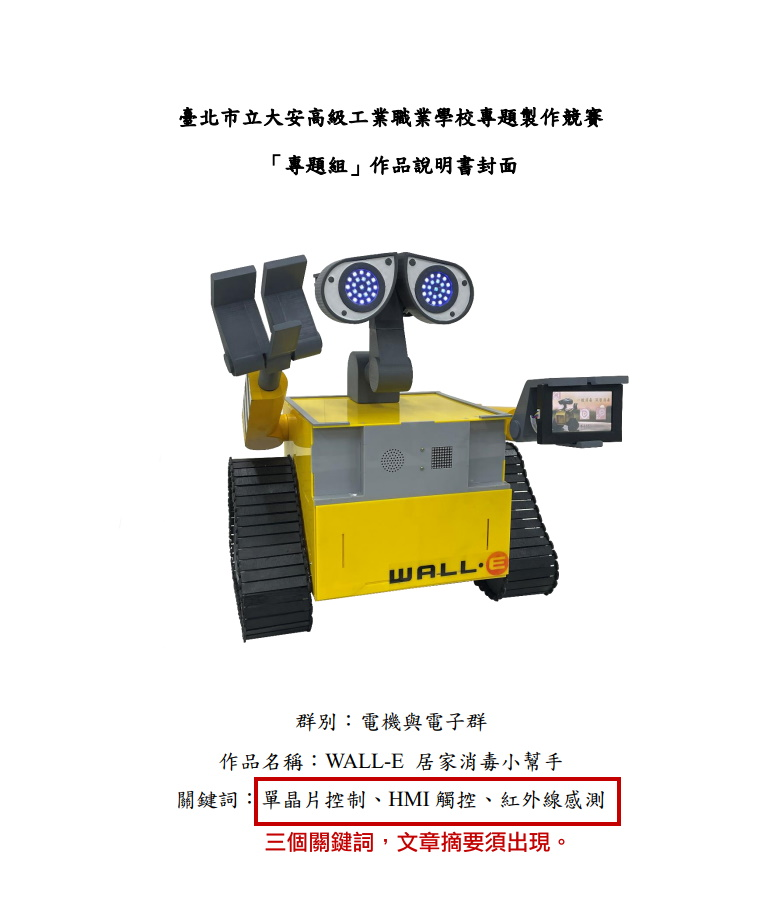 臺北市立大安高級工業職業學校專題製作競賽
「專題組」作品說明書封面
WALL·E
群別：電機與電子群
作品名稱：WALL-E 居家消毒小幫手
關鍵詞：單晶片控制、HMI 觸控、紅外線感測
三個關鍵詞，文章摘要須出現。